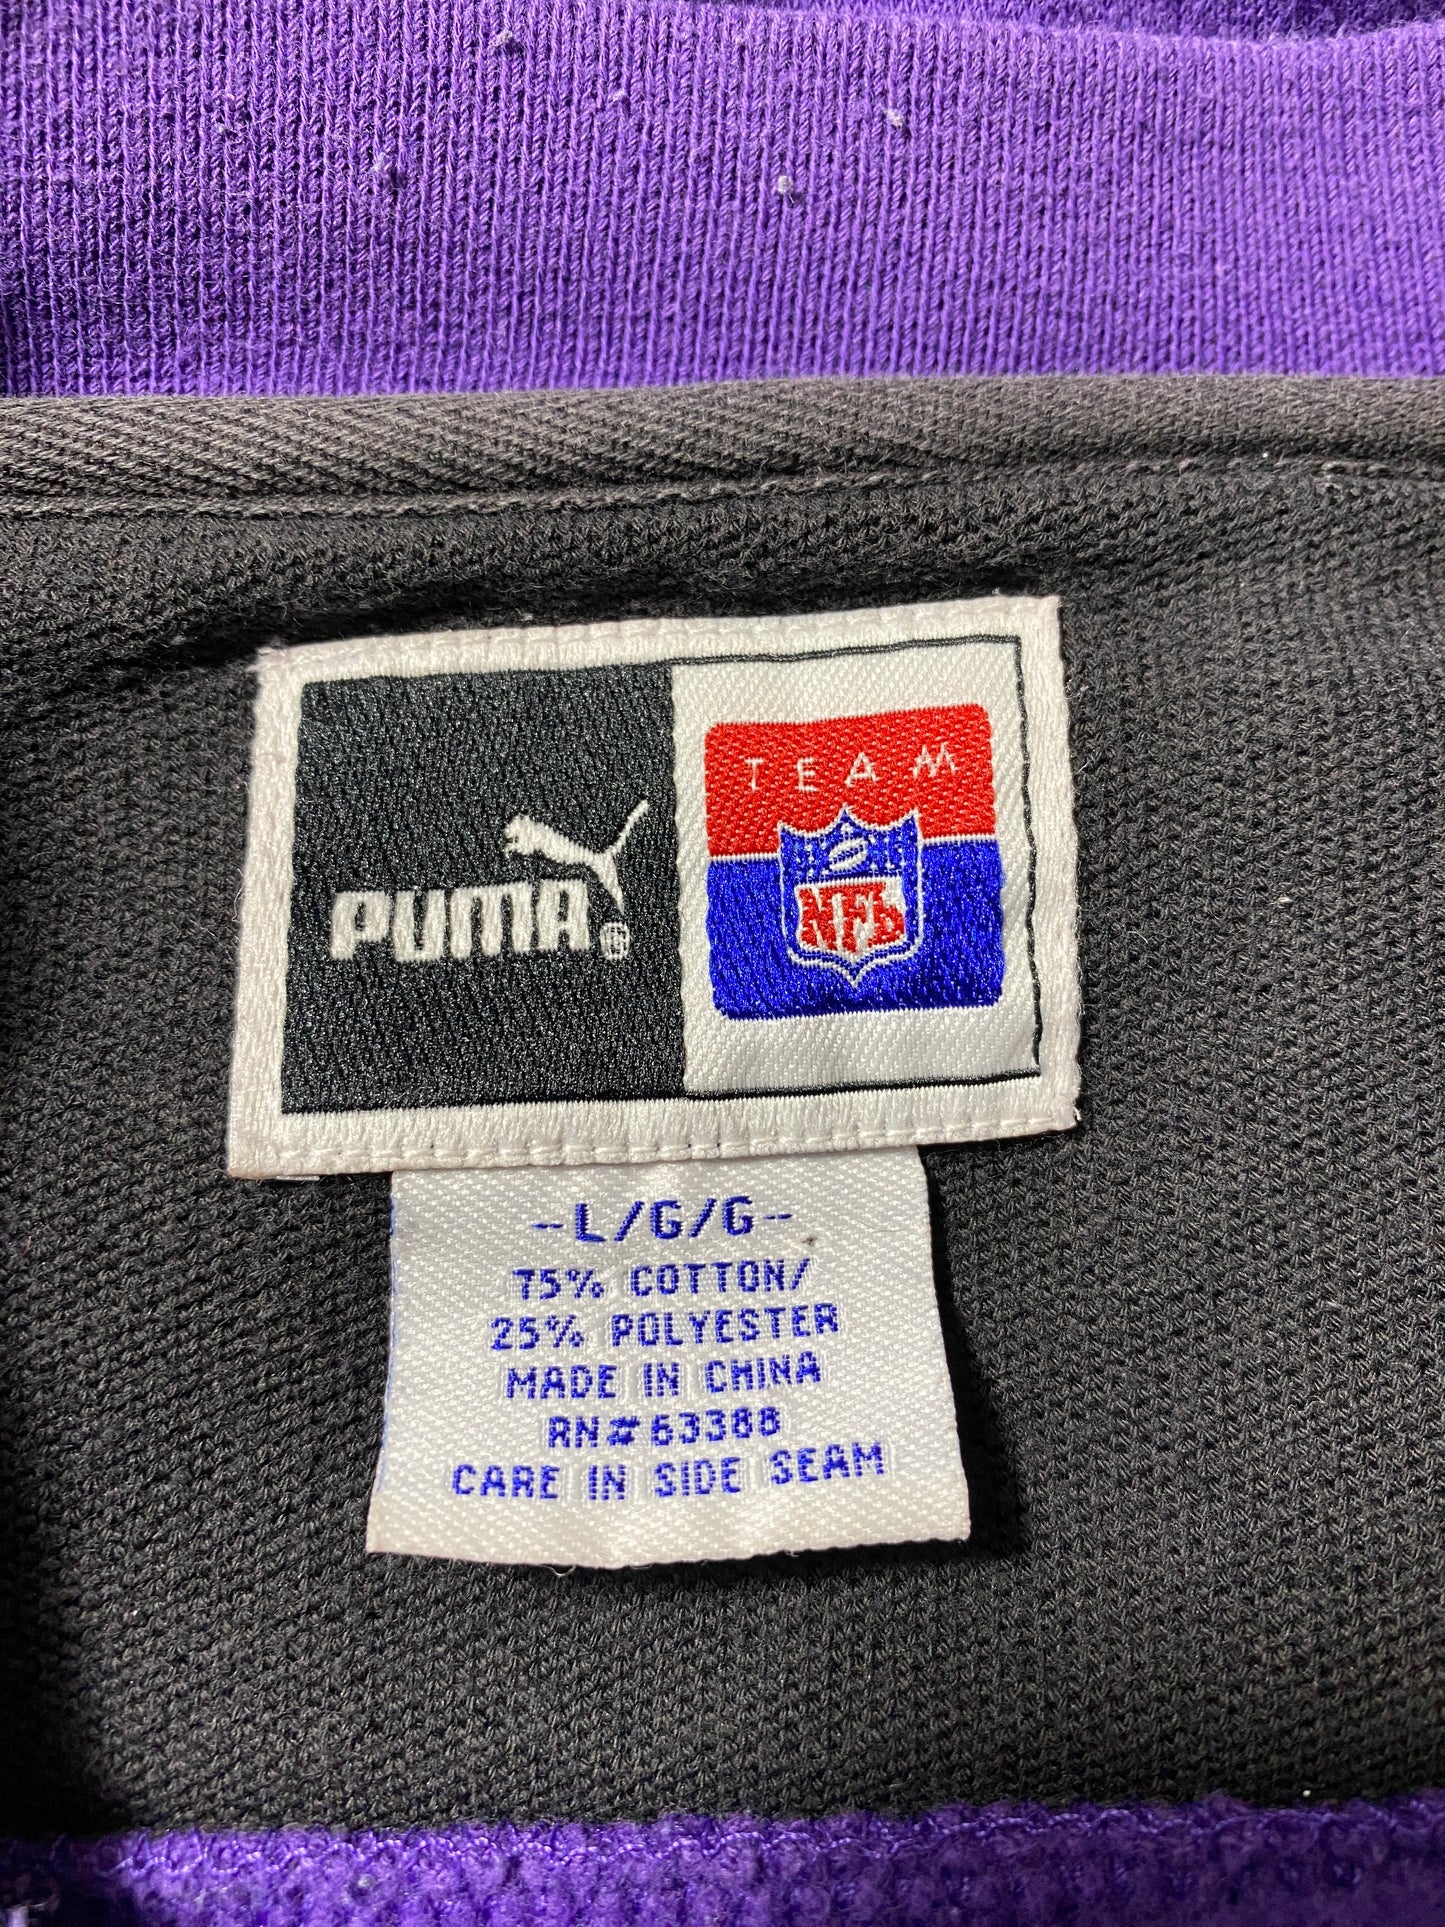 PUMA®
TEAM
NFL
--L/G/G--
75% COTTON/
25% POLYESTER
MADE IN CHINA
RN#63388
CARE IN SIDE SEAM